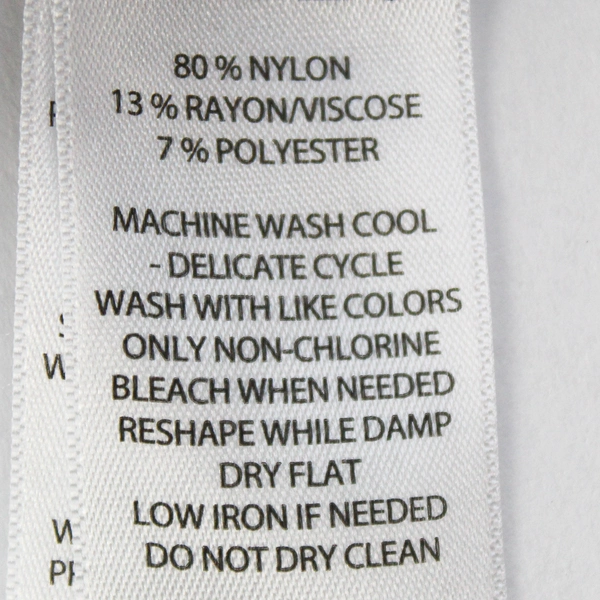 80 % NYLON
13 % RAYON/VISCOSE
7 % POLYESTER
MACHINE WASH COOL
- DELICATE CYCLE
WASH WITH LIKE COLORS
ONLY NON-CHLORINE
BLEACH WHEN NEEDED
RESHAPE WHILE DAMP
DRY FLAT
LOW IRON IF NEEDED
DO NOT DRY CLEAN